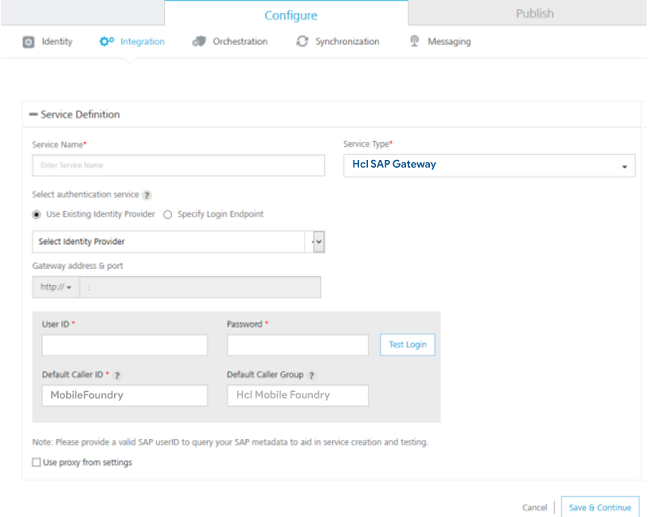 Configure Publish
Identity Integration Orchestration Synchronization Messaging
Service Definition
Service Name* Service Type*
Enter Service Name Hcl SAP Gateway
Select authentication service ?
Use Existing Identity Provider Specify Login Endpoint
Select Identity Provider
Gateway address & port
http:// :
User ID * Password *
Test Login
Default Caller ID * ? Default Caller Group ?
MobileFoundry Hcl Mobile Foundry
Note: Please provide a valid SAP userID to query your SAP metadata to aid in service creation and testing.
Use proxy from settings
Cancel Save & Continue